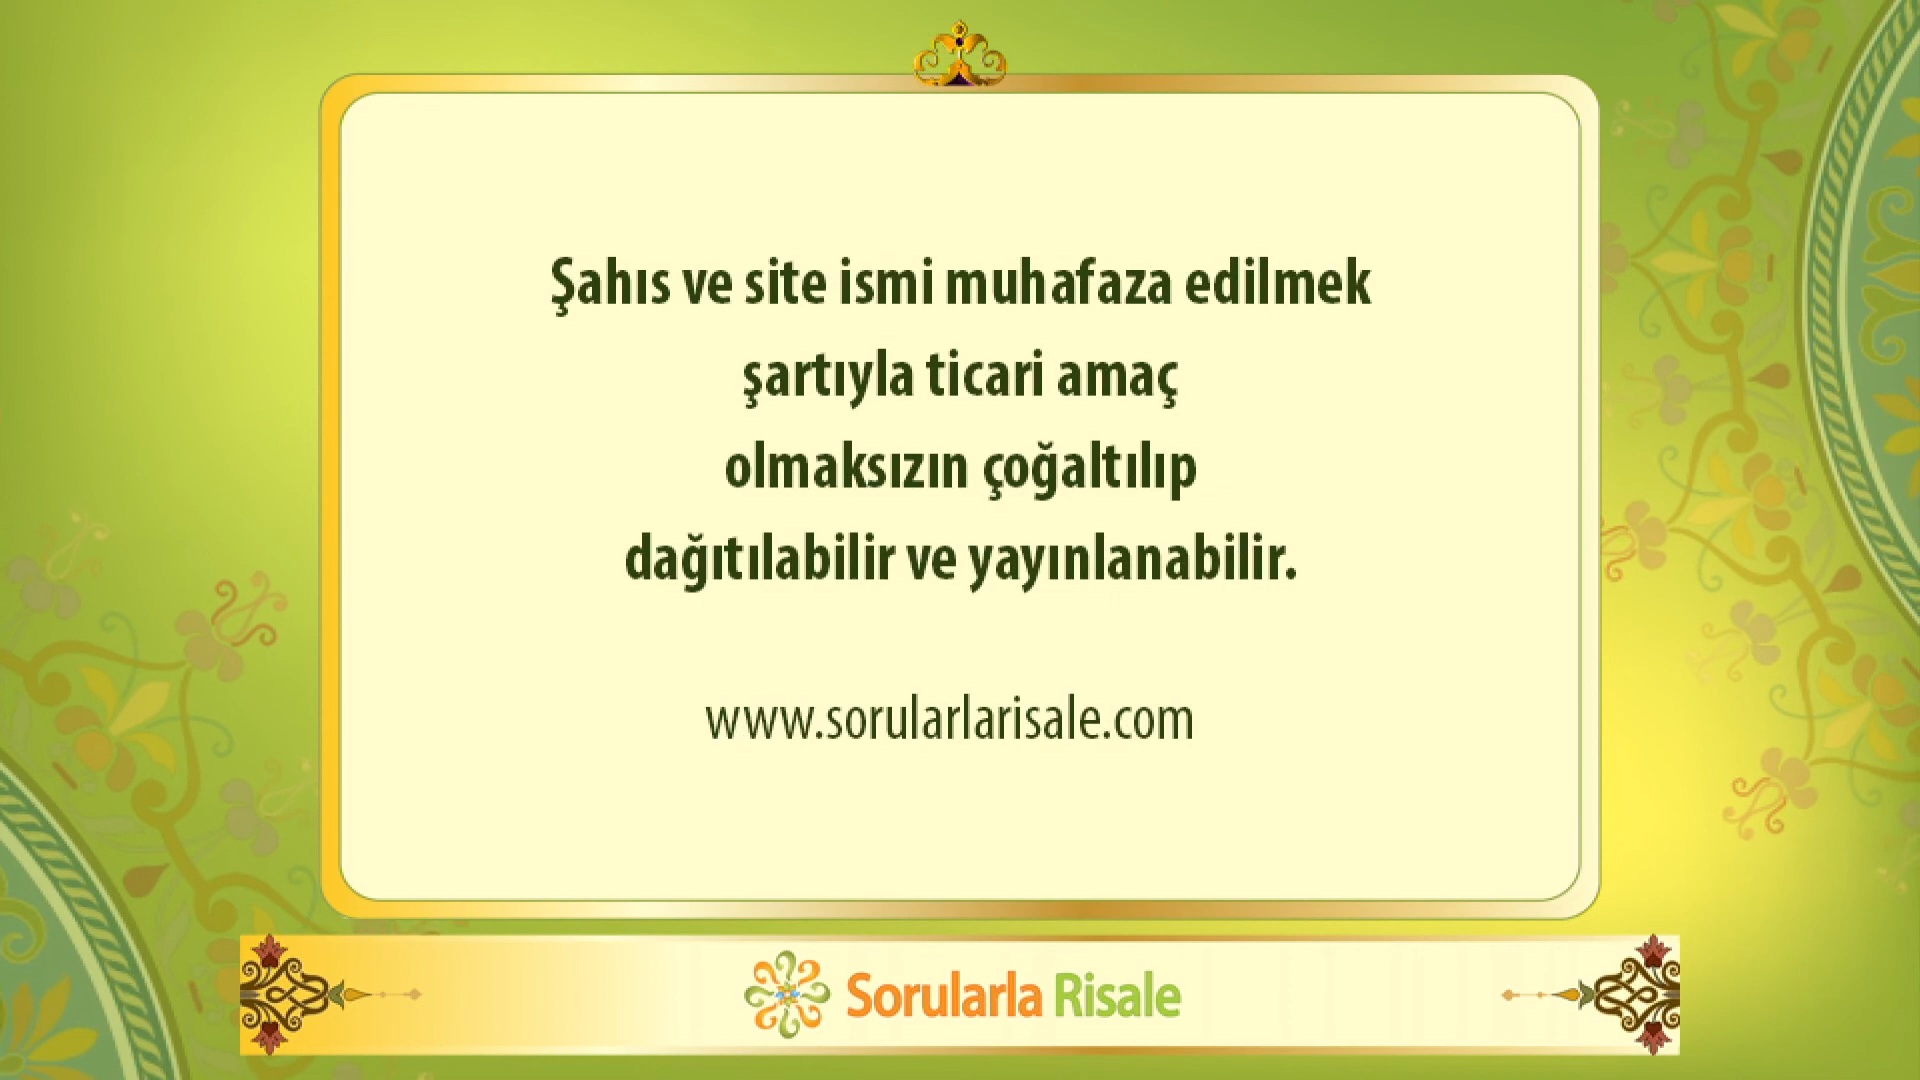 Şahıs ve site ismi muhafaza edilmek
şartıyla ticari amaç
olmaksızın çoğaltılıp
dağıtılabilir ve yayınlanabilir.
www.sorularlarisale.com
Sorularla Risale